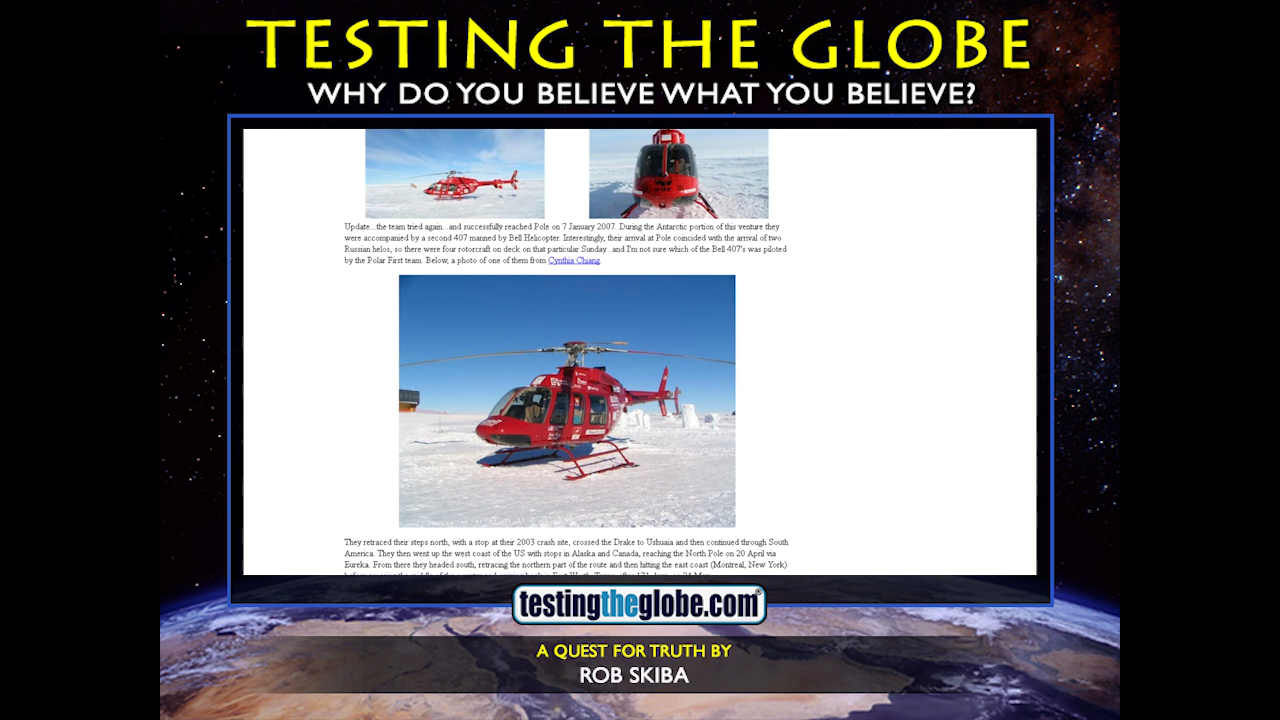 TESTING THE GLOBE
WHY DO YOU BELIEVE WHAT YOU BELIEVE?
Update...the team tried again...and successfully reached Pole on 7 January 2007. During the Antarctic portion of this venture they
were accompanied by a second 407 manned by Bell Helicopter. Interestingly, their arrival at Pole coincided with the arrival of two
Russian helos, so there were four rotorcraft on deck on that particular Sunday...and I'm not sure which of the Bell 407's was piloted
by the Polar First team. Below, a photo of one of them from Cynthia Chiang.
They retraced their steps north, with a stop at their 2003 crash site, crossed the Drake to Ushuaia and then continued through South
America. They then went up the west coast of the US with stops in Alaska and Canada, reaching the North Pole on 20 April via
Eureka. From there they headed south, retracing the northern part of the route and then hitting the east coast (Montreal, New York)
testingtheglobe.com
A QUEST FOR TRUTH BY
ROB SKIBA